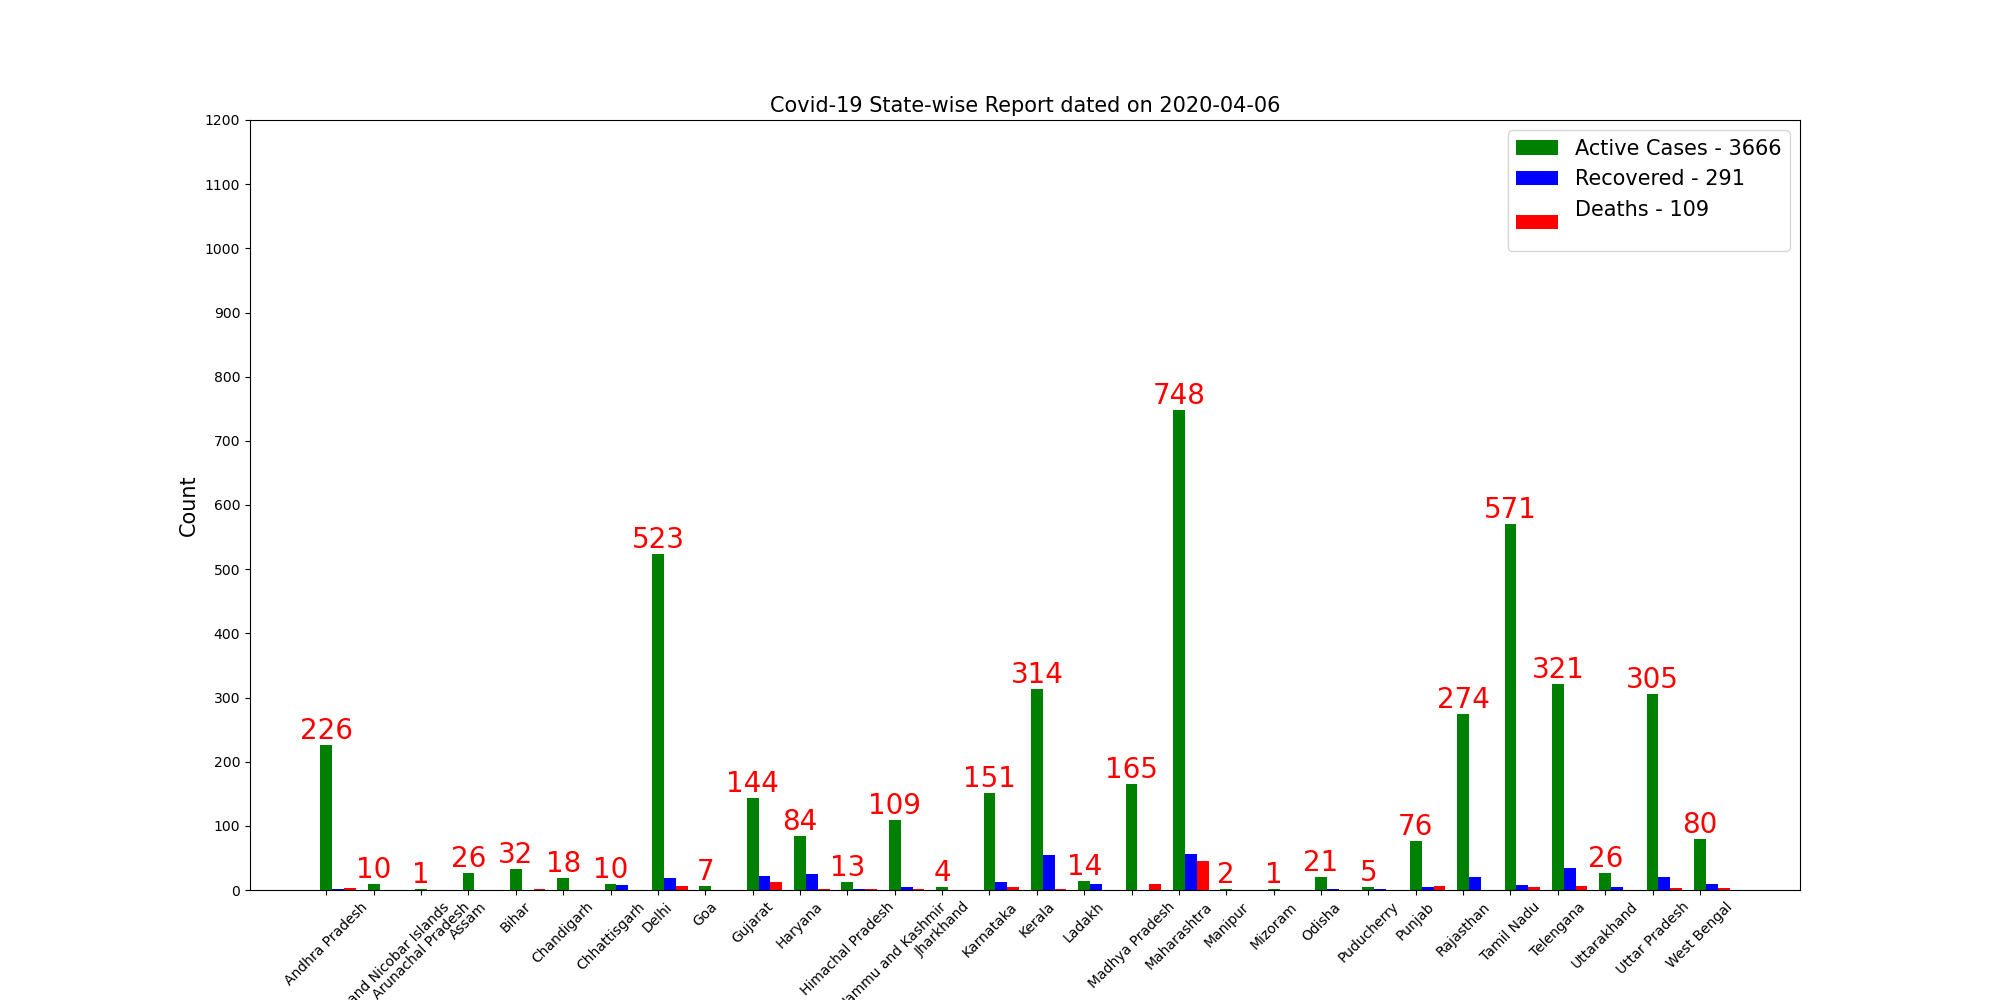 Covid-19 State-wise Report dated on 2020-04-06
1200
1100
1000
900
800
700
600
500
400
300
200
100
0
Count
Active Cases - 3666
Recovered - 291
Deaths - 109
226
10
1
26
32
18
10
523
7
144
84
13
109
4
151
314
14
165
748
2
1
21
5
76
274
571
321
26
305
80
Andhra Pradesh
and Nicobar Islands
Arunachal Pradesh
Assam
Bihar
Chandigarh
Chhattisgarh
Delhi
Goa
Gujarat
Haryana
Himachal Pradesh
and Kashmir
Jharkhand
Karnataka
Kerala
Ladakh
Madhya Pradesh
Maharashtra
Manipur
Mizoram
Odisha
Puducherry
Punjab
Rajasthan
Tamil Nadu
Telengana
Uttarakhand
Uttar Pradesh
West Bengal